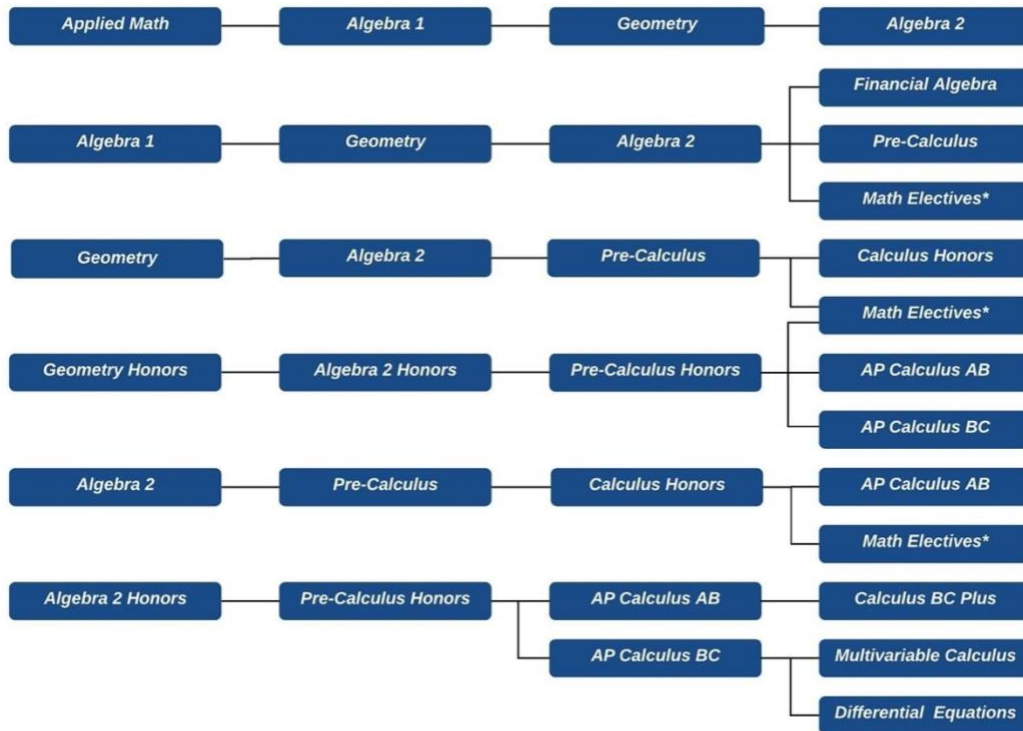 Applied Math
Algebra 1
Geometry
Algebra 2
Financial Algebra
Algebra 1
Geometry
Algebra 2
Pre-Calculus
Math Electives*
Geometry
Algebra 2
Pre-Calculus
Calculus Honors
Math Electives*
Geometry Honors
Algebra 2 Honors
Pre-Calculus Honors
AP Calculus AB
AP Calculus BC
Algebra 2
Pre-Calculus
Calculus Honors
AP Calculus AB
Math Electives*
Algebra 2 Honors
Pre-Calculus Honors
AP Calculus AB
Calculus BC Plus
AP Calculus BC
Multivariable Calculus
Differential Equations